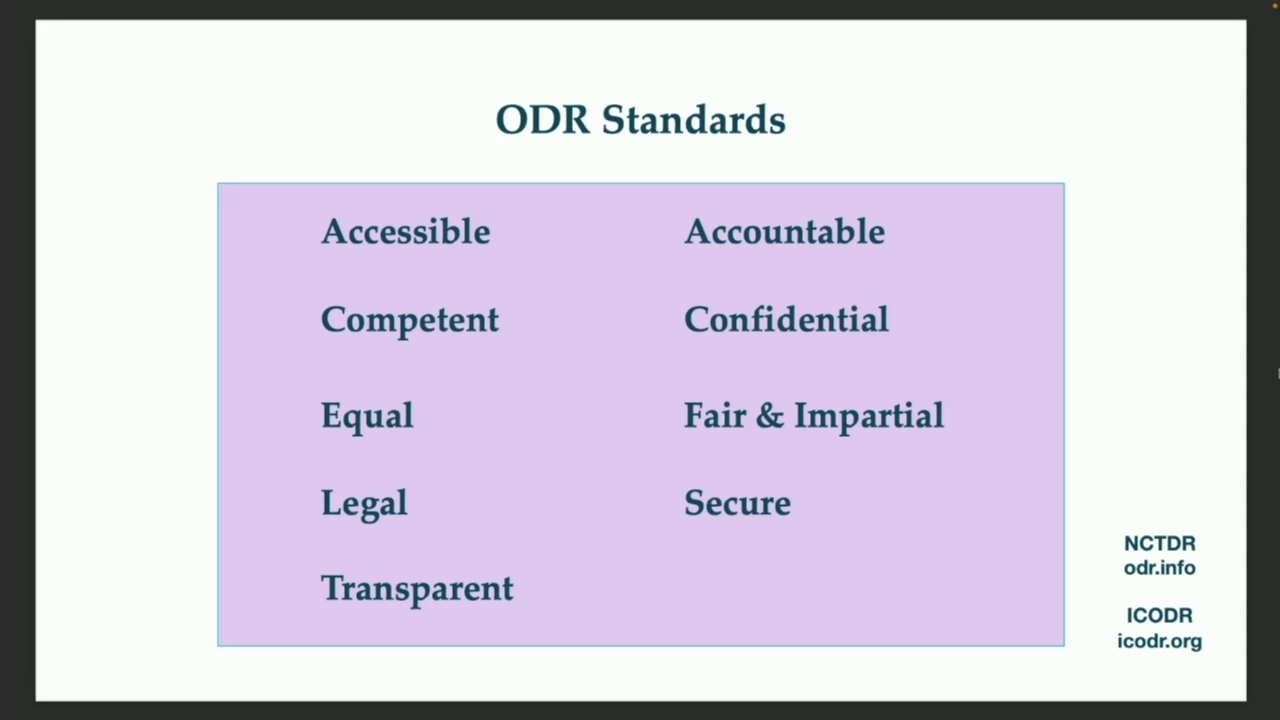 ODR Standards
Accessible
Accountable
Competent
Confidential
Equal
Fair & Impartial
Legal
Secure
Transparent
NCTDR
odr.info
ICODR
icodr.org